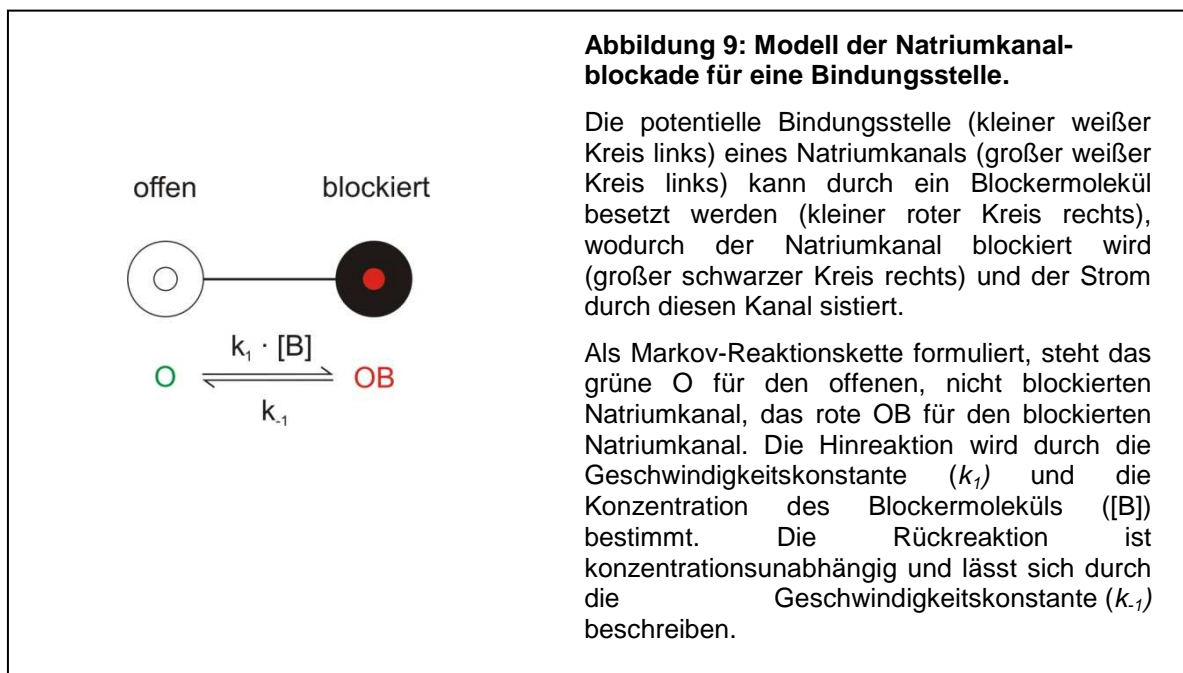 offen blockiert
k₁ · [B]
O OB
k₋₁
Abbildung 9: Modell der Natriumkanal-
blockade für eine Bindungsstelle.
Die potentielle Bindungsstelle (kleiner weißer
Kreis links) eines Natriumkanals (großer weißer
Kreis links) kann durch ein Blockermolekül
besetzt werden (kleiner roter Kreis rechts),
wodurch der Natriumkanal blockiert wird
(großer schwarzer Kreis rechts) und der Strom
durch diesen Kanal sistiert.
Als Markov-Reaktionskette formuliert, steht das
grüne O für den offenen, nicht blockierten
Natriumkanal, das rote OB für den blockierten
Natriumkanal. Die Hinreaktion wird durch die
Geschwindigkeitskonstante (k₁) und die
Konzentration des Blockermoleküls ([B])
bestimmt. Die Rückreaktion ist
konzentrationsunabhängig und lässt sich durch
die Geschwindigkeitskonstante (k₋₁)
beschreiben.